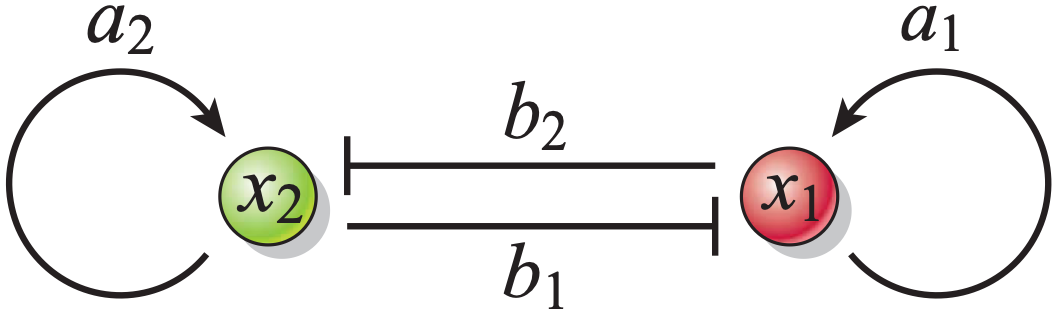 a₂
a₁
b₂
x₂
x₁
b₁